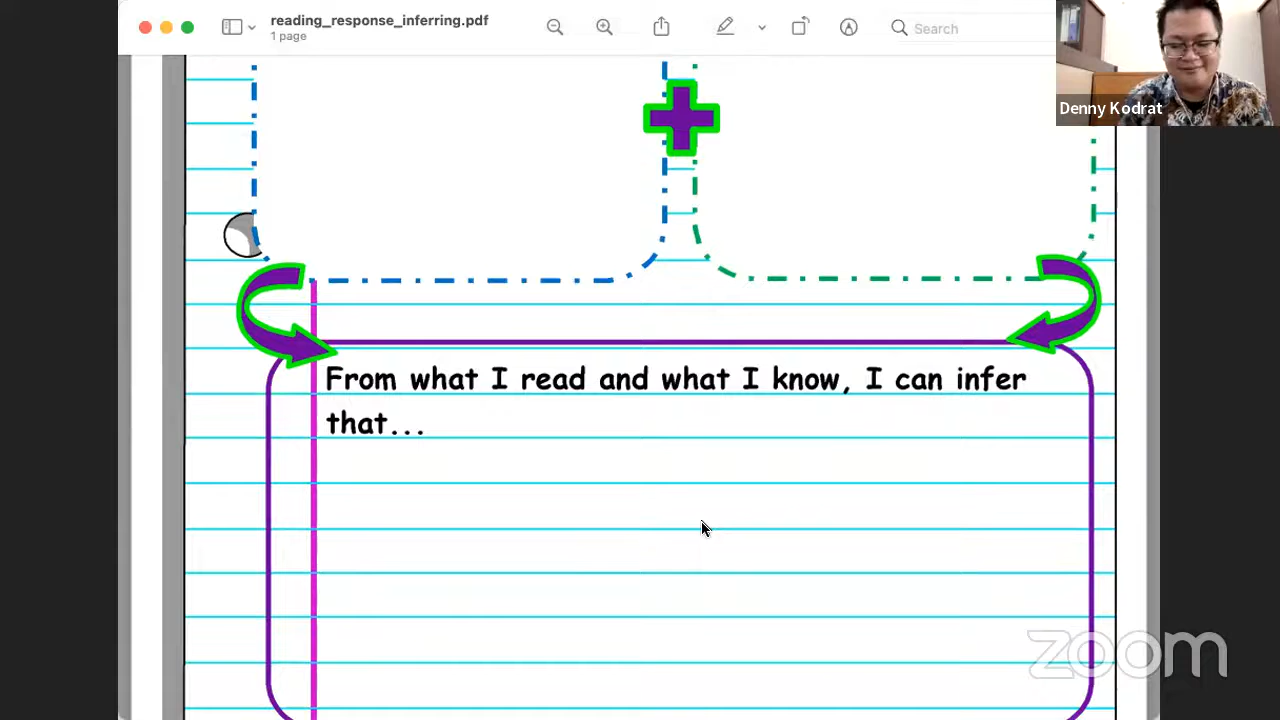 reading_response_inferring.pdf
1 page
Search
Denny Kodrat
From what I read and what I know, I can infer
that...
zoom